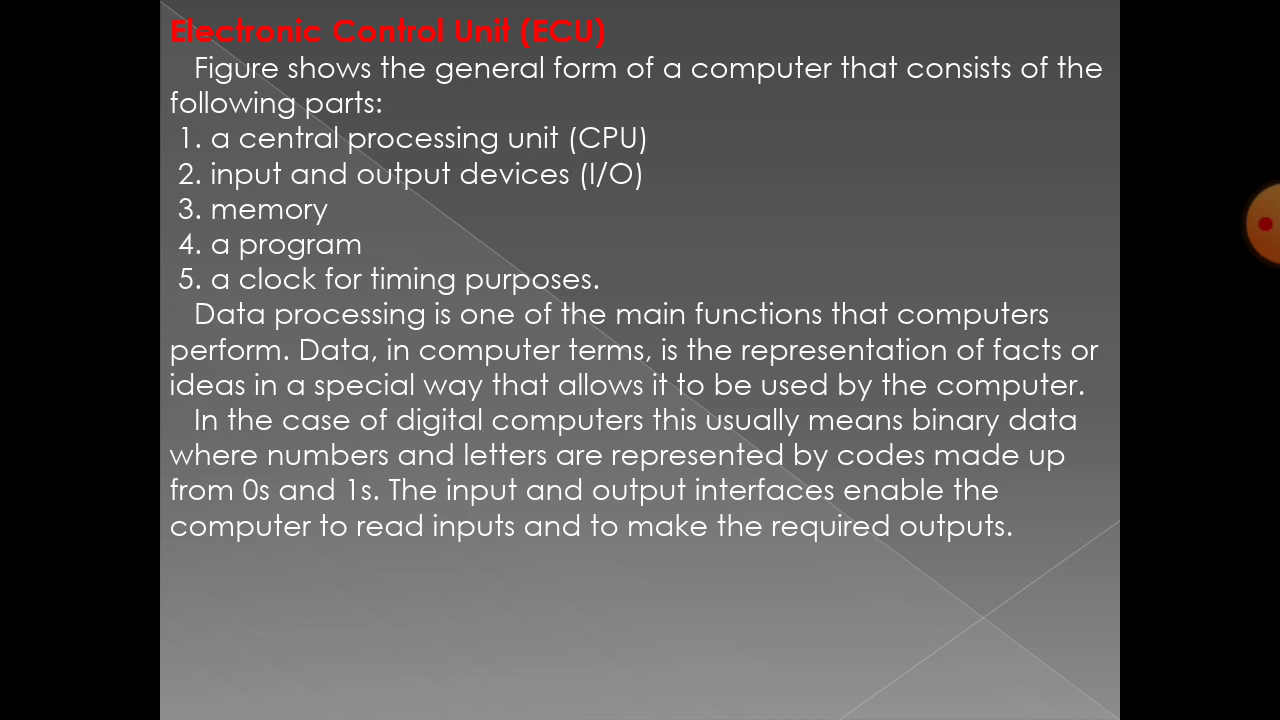 Electronic Control Unit (ECU)
Figure shows the general form of a computer that consists of the
following parts:
1. a central processing unit (CPU)
2. input and output devices (I/O)
3. memory
4. a program
5. a clock for timing purposes.
Data processing is one of the main functions that computers
perform. Data, in computer terms, is the representation of facts or
ideas in a special way that allows it to be used by the computer.
In the case of digital computers this usually means binary data
where numbers and letters are represented by codes made up
from 0s and 1s. The input and output interfaces enable the
computer to read inputs and to make the required outputs.